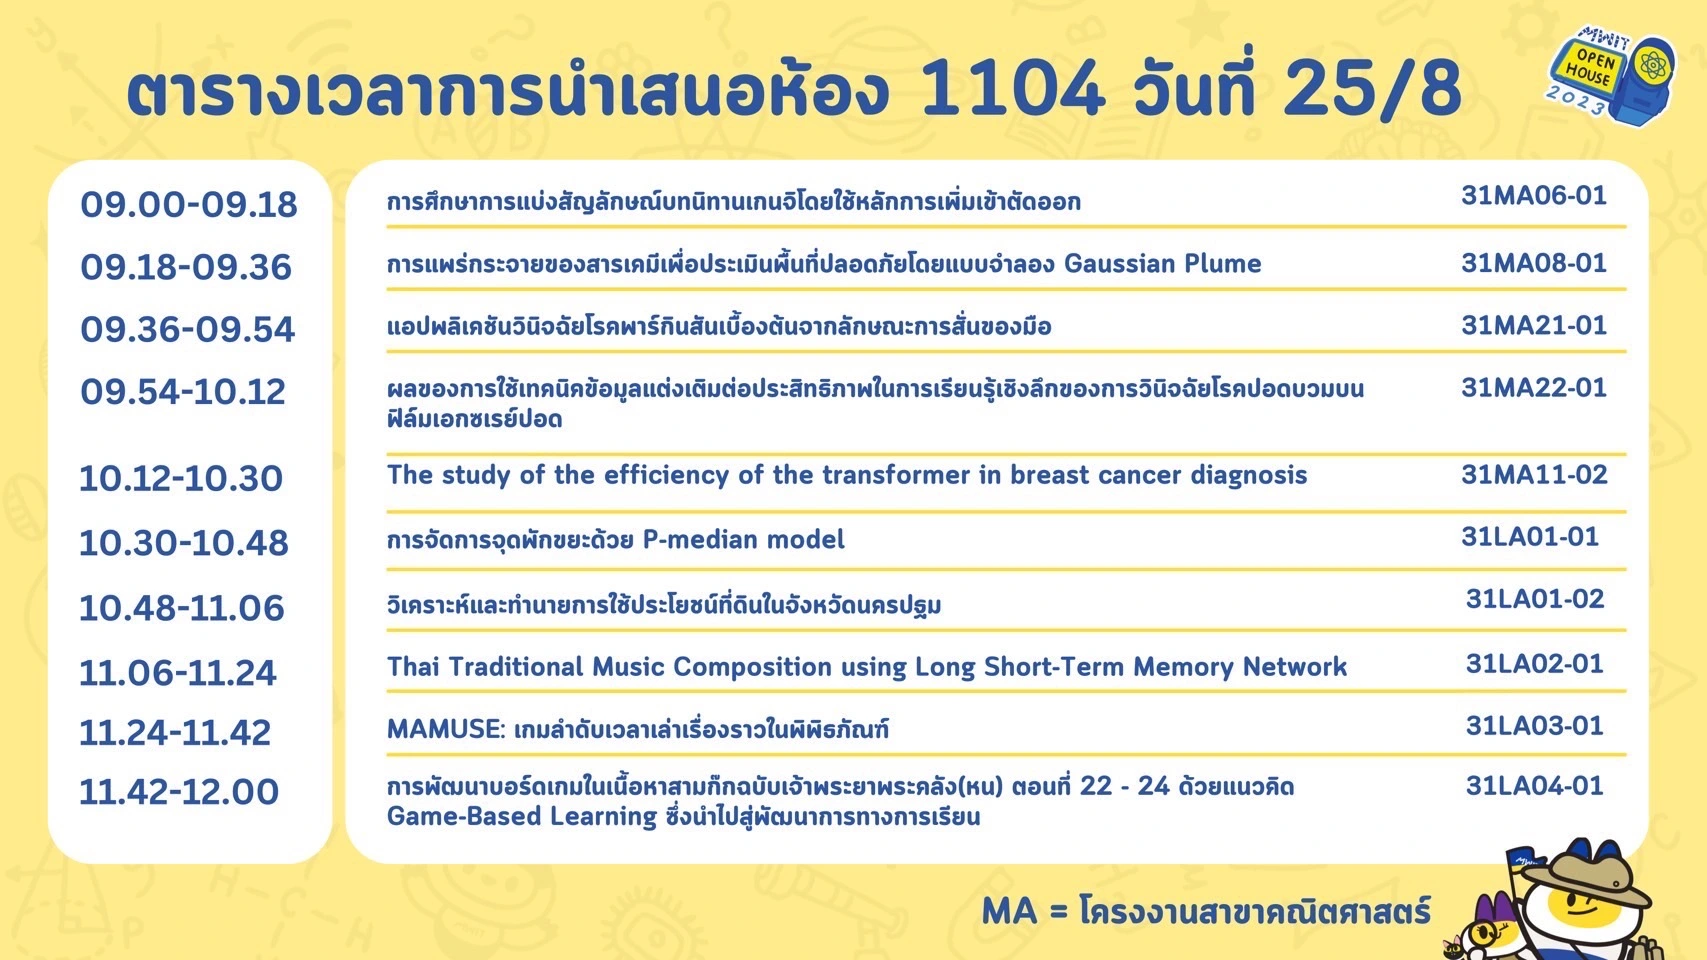 ตารางเวลาการนำเสนอห้อง 1104 วันที่ 25/8
MWIT
OPEN
HOUSE
2023
09.00-09.18 การศึกษาการแบ่งสัญลักษณ์บทนิทานเกนจิโดยใช้หลักการเพิ่มเข้าตัดออก 31MA06-01
09.18-09.36 การแพร่กระจายของสารเคมีเพื่อประเมินพื้นที่ปลอดภัยโดยแบบจำลอง Gaussian Plume 31MA08-01
09.36-09.54 แอปพลิเคชันวินิจฉัยโรคพาร์กินสันเบื้องต้นจากลักษณะการสั่นของมือ 31MA21-01
09.54-10.12 ผลของการใช้เทคนิคข้อมูลแต่งเติมต่อประสิทธิภาพในการเรียนรู้เชิงลึกของการวินิจฉัยโรคปอดบวมบน 31MA22-01
ฟิล์มเอกซเรย์ปอด
10.12-10.30 The study of the efficiency of the transformer in breast cancer diagnosis 31MA11-02
10.30-10.48 การจัดการจุดพักขยะด้วย P-median model 31LA01-01
10.48-11.06 วิเคราะห์และทำนายการใช้ประโยชน์ที่ดินในจังหวัดนครปฐม 31LA01-02
11.06-11.24 Thai Traditional Music Composition using Long Short-Term Memory Network 31LA02-01
11.24-11.42 MAMUSE: เกมลำดับเวลาเล่าเรื่องราวในพิพิธภัณฑ์ 31LA03-01
11.42-12.00 การพัฒนาบอร์ดเกมในเนื้อหาสามก๊กฉบับเจ้าพระยาพระคลัง(หน) ตอนที่ 22 - 24 ด้วยแนวคิด 31LA04-01
Game-Based Learning ซึ่งนำไปสู่พัฒนาการทางการเรียน
MA = โครงงานสาขาคณิตศาสตร์